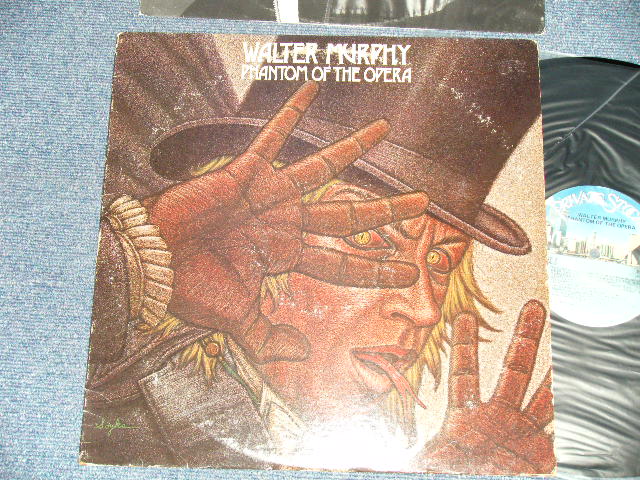 WALTER MURPHY
PHANTOM OF THE OPERA
PRIVATE STOCK
WALTER MURPHY
PHANTOM OF THE OPERA